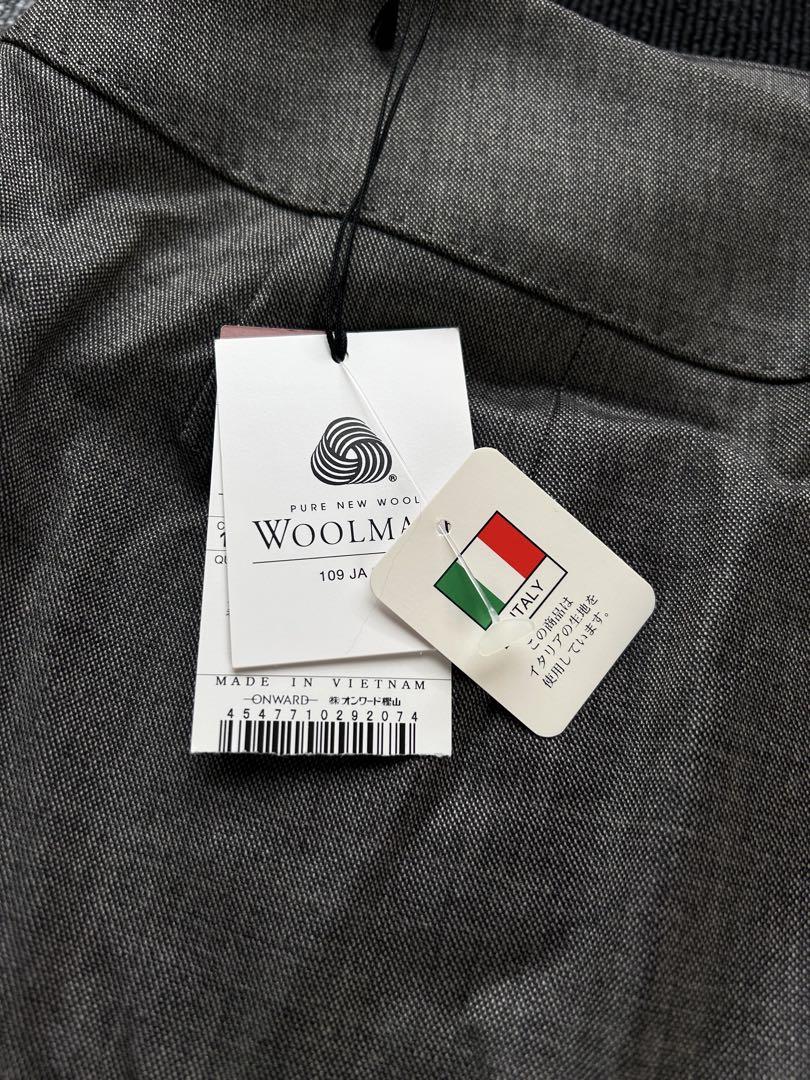 ®
PURE NEW WOOL
WOOLMA
109 JA
MADE IN VIETNAM
ONWARD ㈱オンワード樫山
4547710292074
ITALY
この商品は
イタリアの生地を
使用しています。